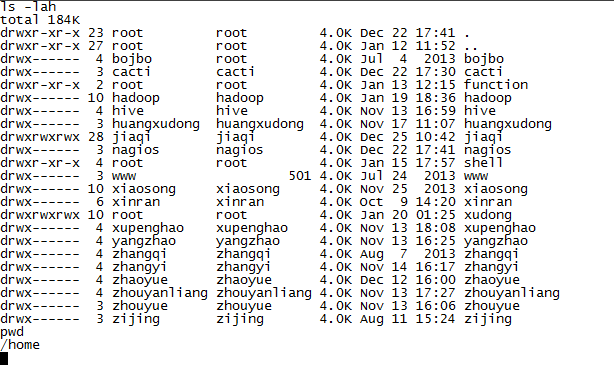 ls -lah
total 184K
drwxr-xr-x 23 root        root        4.0K Dec 22 17:41 .
drwxr-xr-x 27 root        root        4.0K Jan 12 11:52 ..
drwx------  4 bojbo       bojbo       4.0K Jul  4  2013 bojbo
drwx------  3 cacti       cacti       4.0K Dec 22 17:30 cacti
drwxr-xr-x  2 root        root        4.0K Jan 13 12:15 function
drwx------ 10 hadoop      hadoop      4.0K Jan 19 18:36 hadoop
drwx------  4 hive        hive        4.0K Nov 13 16:59 hive
drwx------  3 huangxudong huangxudong 4.0K Nov 17 11:07 huangxudong
drwxrwxrwx 28 jiaqi       jiaqi       4.0K Dec 25 10:42 jiaqi
drwx------  3 nagios      nagios      4.0K Dec 22 17:41 nagios
drwxr-xr-x  4 root        root        4.0K Jan 15 17:57 shell
drwx------  3 www                 501 4.0K Jul 24  2013 www
drwx------ 10 xiaosong    xiaosong    4.0K Nov 25  2013 xiaosong
drwx------  6 xinran      xinran      4.0K Oct  9 14:20 xinran
drwxrwxrwx 10 root        root        4.0K Jan 20 01:25 xudong
drwx------  4 xupenghao   xupenghao   4.0K Nov 13 18:08 xupenghao
drwx------  4 yangzhao    yangzhao    4.0K Nov 13 16:25 yangzhao
drwx------  4 zhangqi     zhangqi     4.0K Aug  7  2013 zhangqi
drwx------  4 zhangyi     zhangyi     4.0K Nov 14 16:17 zhangyi
drwx------  4 zhaoyue     zhaoyue     4.0K Dec 12 16:00 zhaoyue
drwx------  4 zhouyanliang zhouyanliang 4.0K Nov 13 17:27 zhouyanliang
drwx------  3 zhouyue     zhouyue     4.0K Nov 13 16:06 zhouyue
drwx------  3 zijing      zijing      4.0K Aug 11 15:24 zijing
pwd
/home